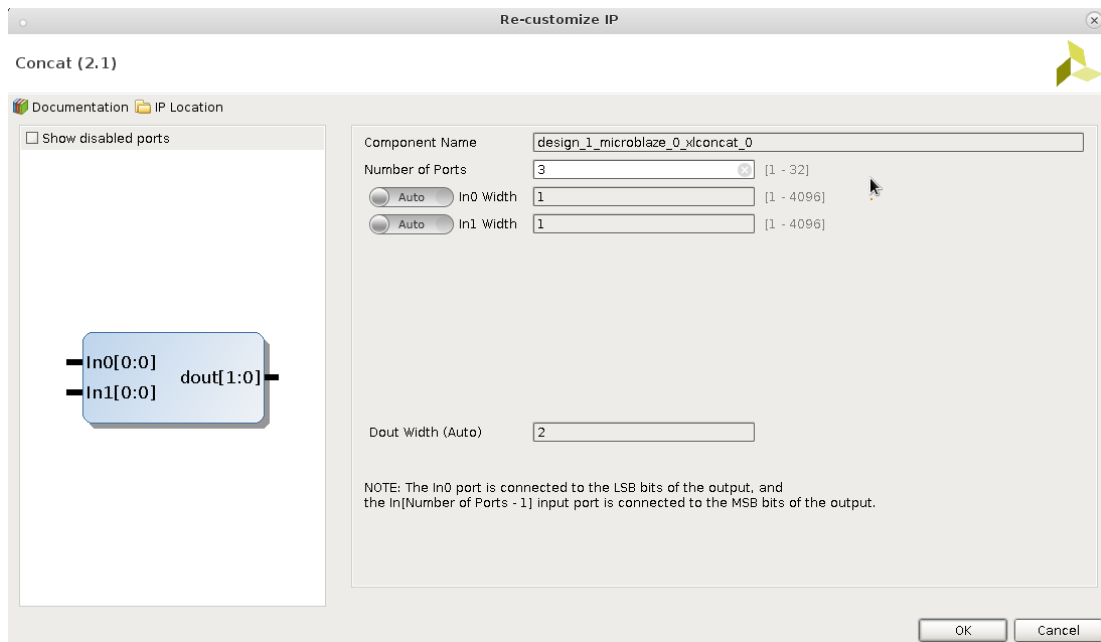 Re-customize IP
Concat (2.1)
Documentation IP Location
Show disabled ports
In0[0:0]
In1[0:0]
dout[1:0]
Component Name design_1_microblaze_0_xlconcat_0
Number of Ports 3 [1 - 32]
Auto In0 Width 1 [1 - 4096]
Auto In1 Width 1 [1 - 4096]
Dout Width (Auto) 2
NOTE: The In0 port is connected to the LSB bits of the output, and
the In[Number of Ports - 1] input port is connected to the MSB bits of the output.
OK Cancel